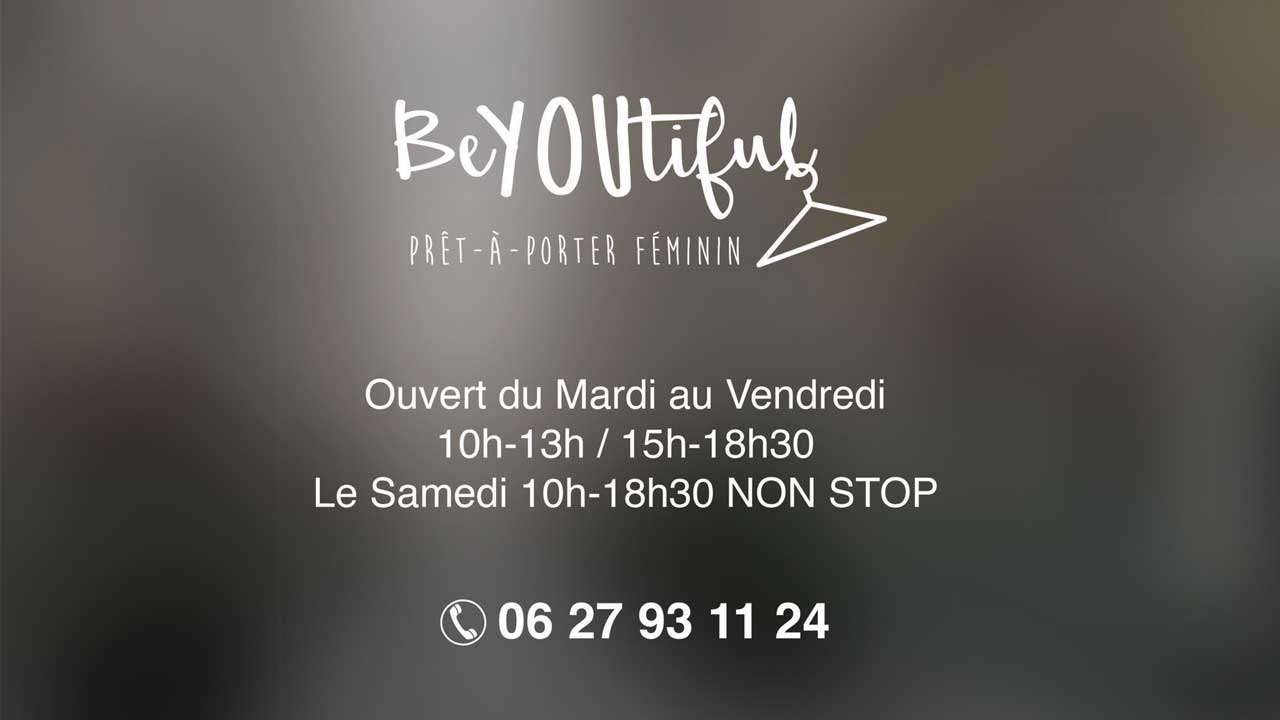 BeYOUtiful
PRÊT-À-PORTER FÉMININ
Ouvert du Mardi au Vendredi
10h-13h / 15h-18h30
Le Samedi 10h-18h30 NON STOP
06 27 93 11 24